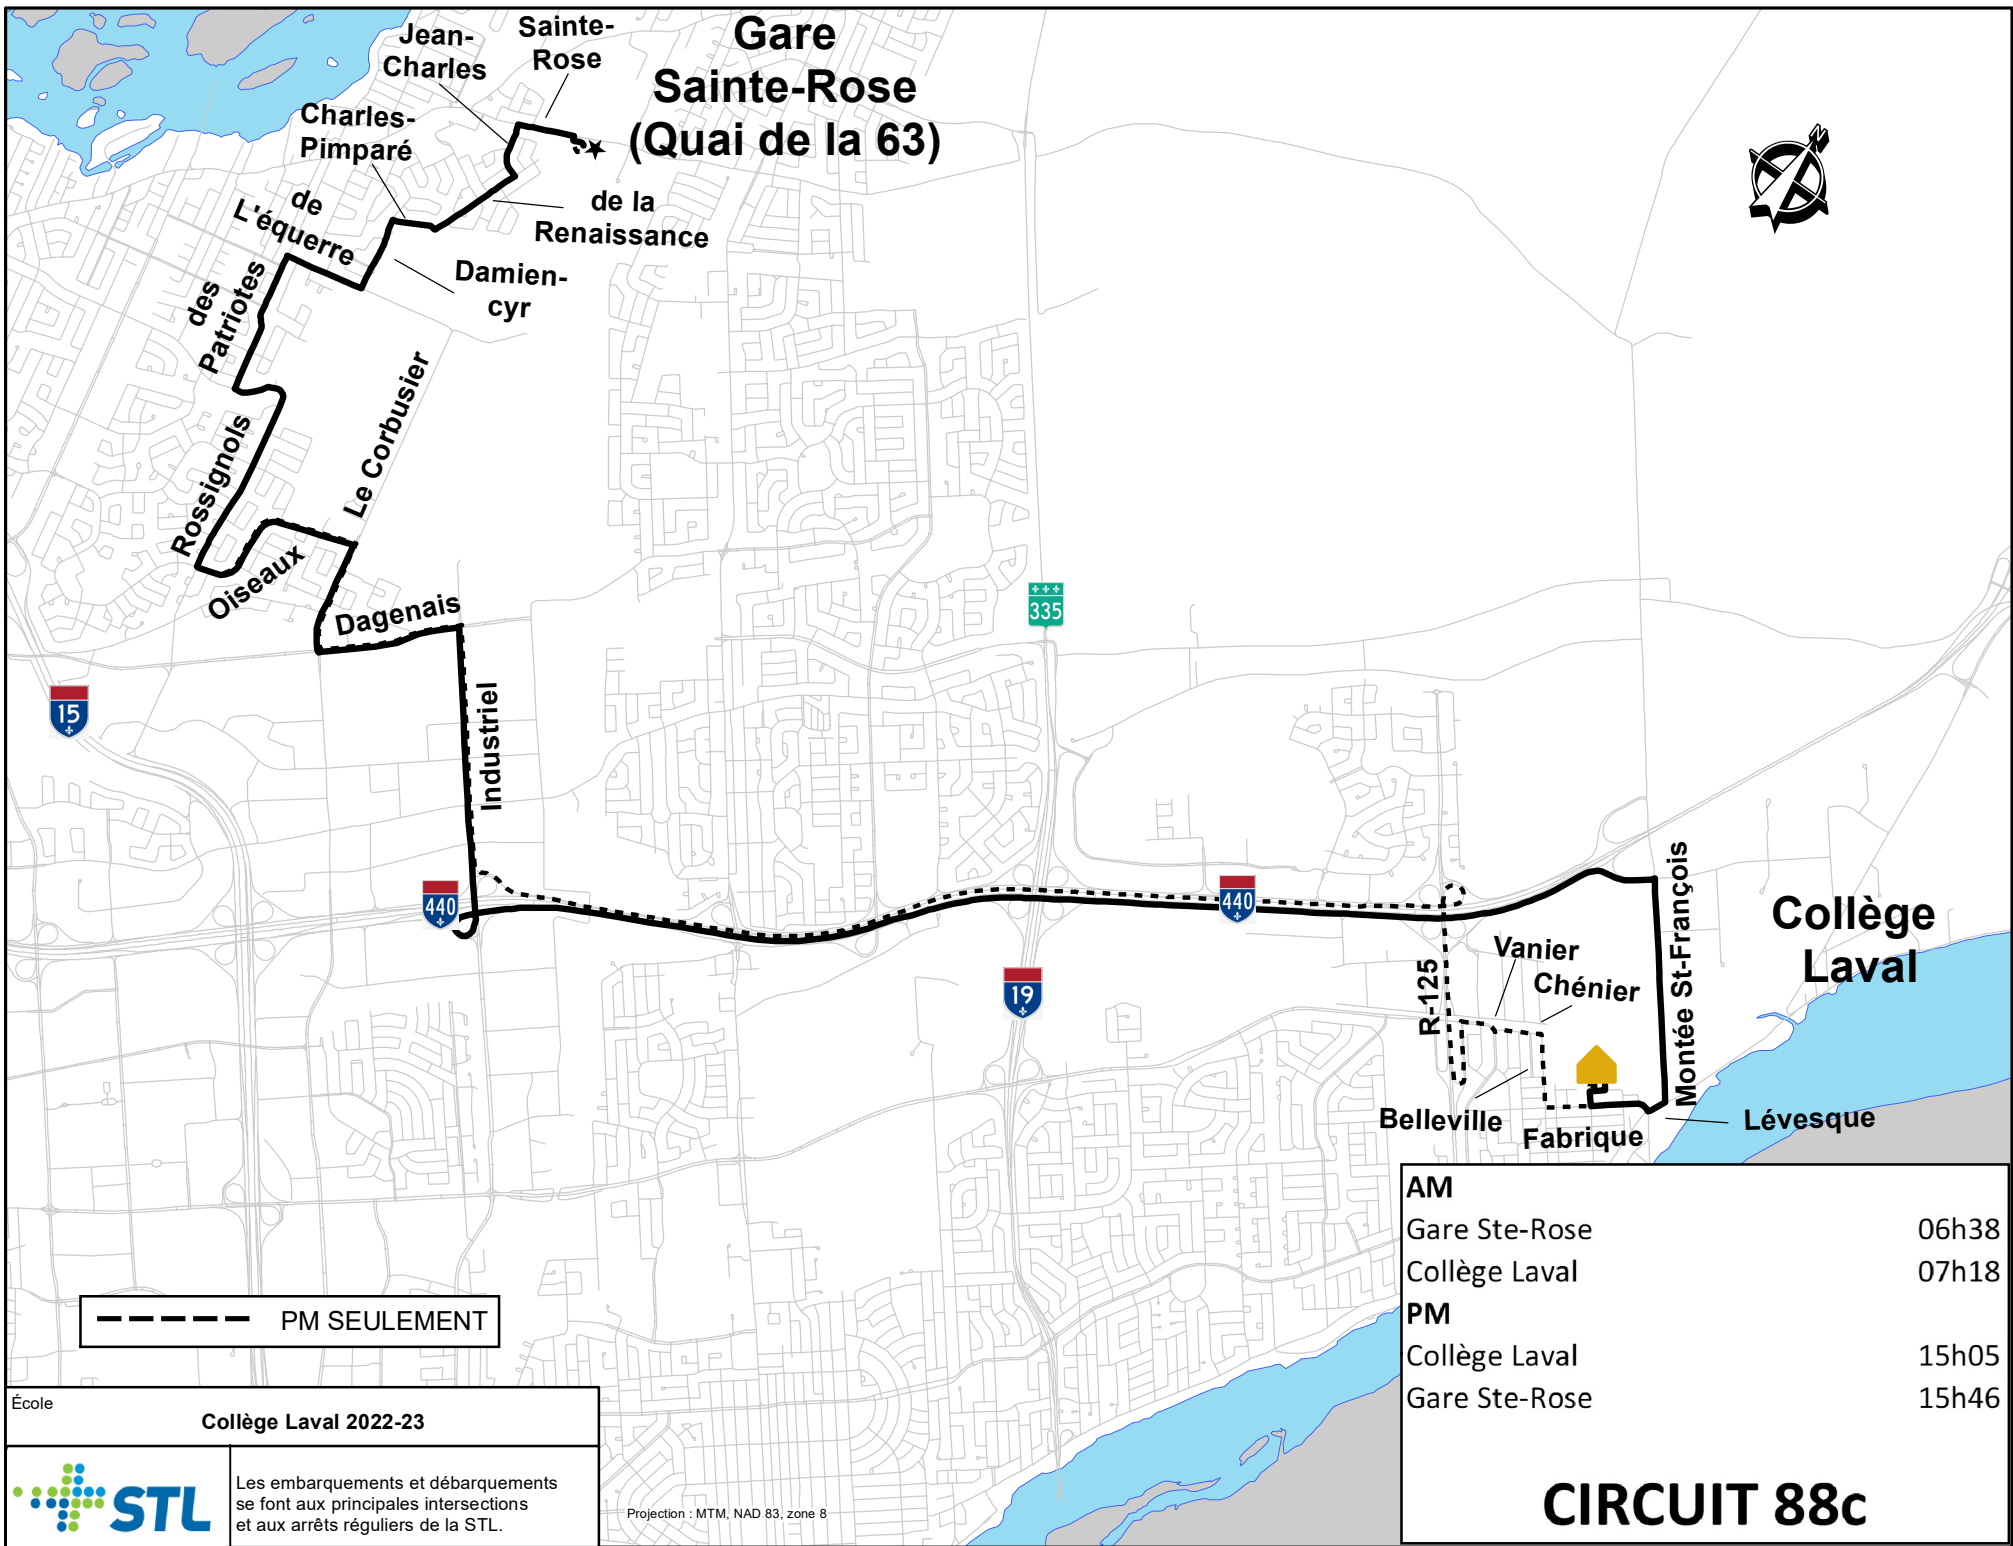 Gare
Sainte-Rose
(Quai de la 63)
Sainte-
Rose
Jean-
Charles
Charles-
Pimparé
N
de
L'équerre
de la
Renaissance
Damien-
cyr
des
Patriotes
Le Corbusier
Rossignols
Oiseaux
Dagenais
335
15
Industriel
440
440
Montée St-François
Collège
Laval
Vanier
Chénier
R-125
19
Belleville
Fabrique
Lévesque
AM
Gare Ste-Rose 06h38
Collège Laval 07h18
PM
Collège Laval 15h05
Gare Ste-Rose 15h46
CIRCUIT 88c
PM SEULEMENT
École
Collège Laval 2022-23
STL
Les embarquements et débarquements
se font aux principales intersections
et aux arrêts réguliers de la STL.
Projection : MTM, NAD 83, zone 8